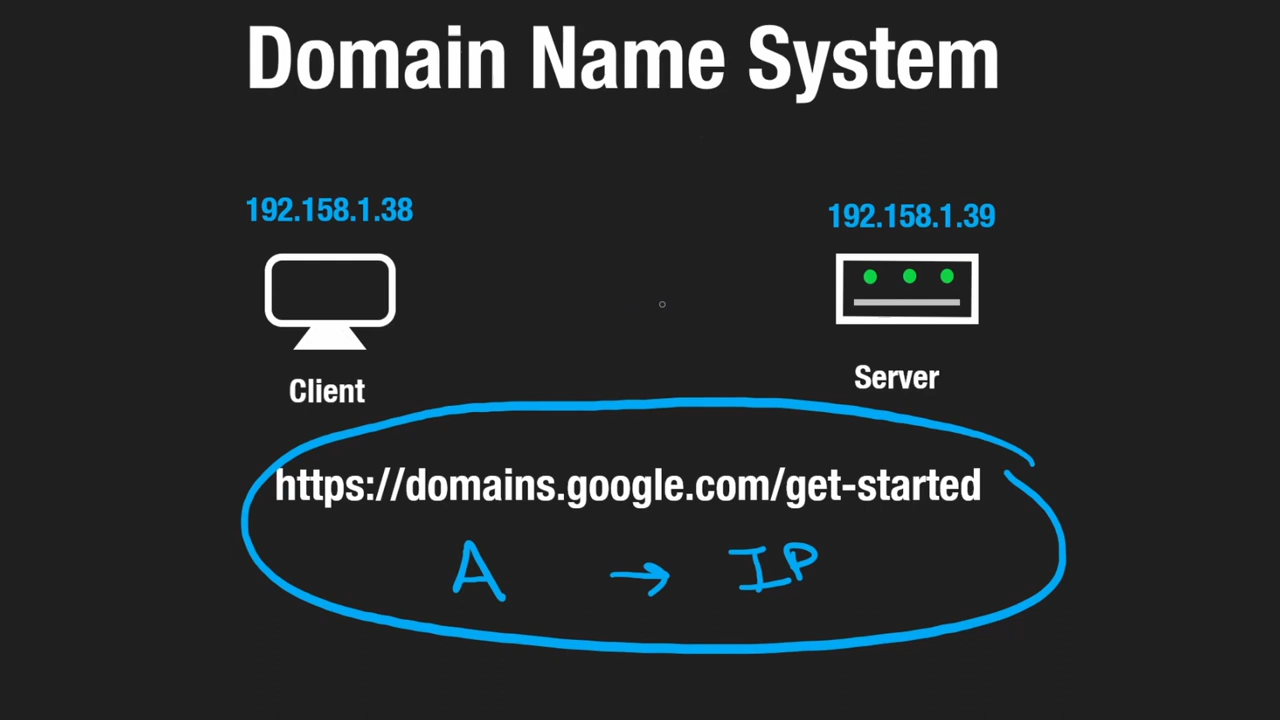 Domain Name System
192.158.1.38
192.158.1.39
Client
Server
https://domains.google.com/get-started
A → IP